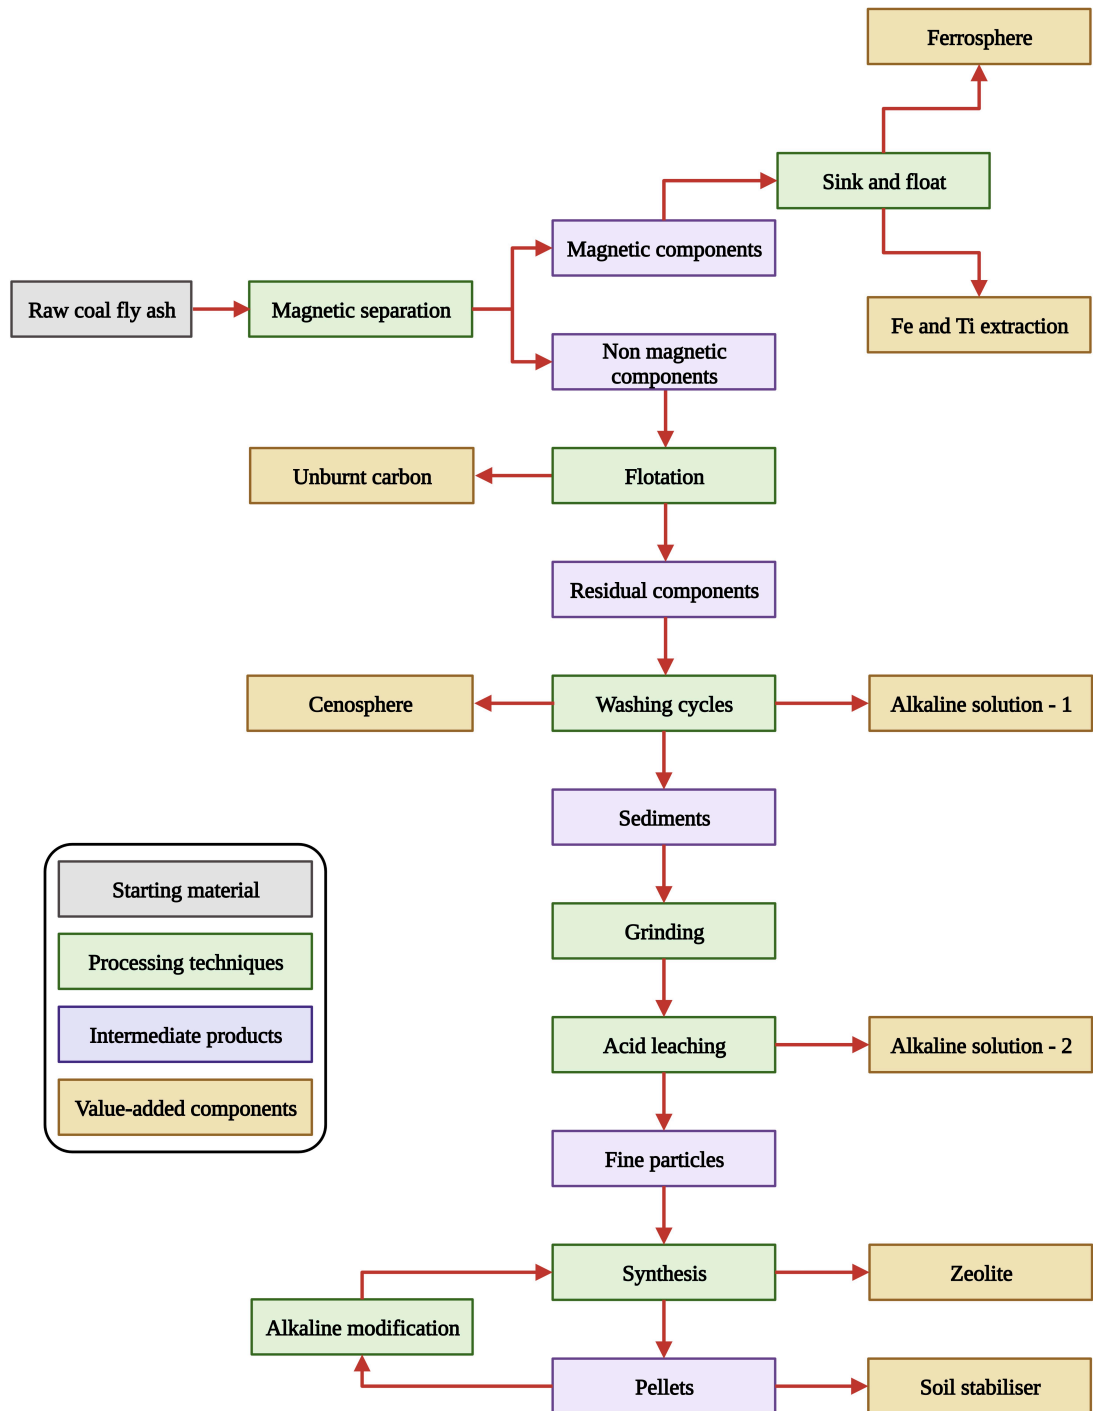 Ferrosphere
Sink and float
Magnetic components
Raw coal fly ash
Magnetic separation
Fe and Ti extraction
Non magnetic
components
Unburnt carbon
Flotation
Residual components
Cenosphere
Washing cycles
Alkaline solution - 1
Sediments
Starting material
Grinding
Processing techniques
Intermediate products
Acid leaching
Alkaline solution - 2
Value-added components
Fine particles
Synthesis
Zeolite
Alkaline modification
Pellets
Soil stabiliser